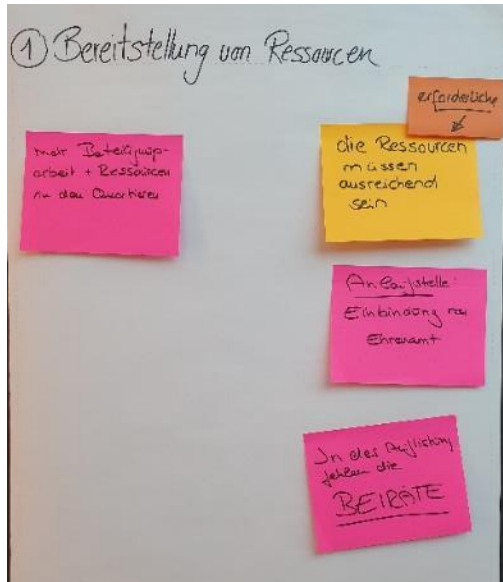 ① Bereitstellung von Ressourcen
erforderliche
mehr Beteiligungs-
arbeit + Ressourcen
in den Quartieren
die Ressourcen
müssen
ausreichend
sein
Anlaufstelle:
Einbindung von
Ehrenamt
In der Auflistung
fehlen die
BEIRÄTE